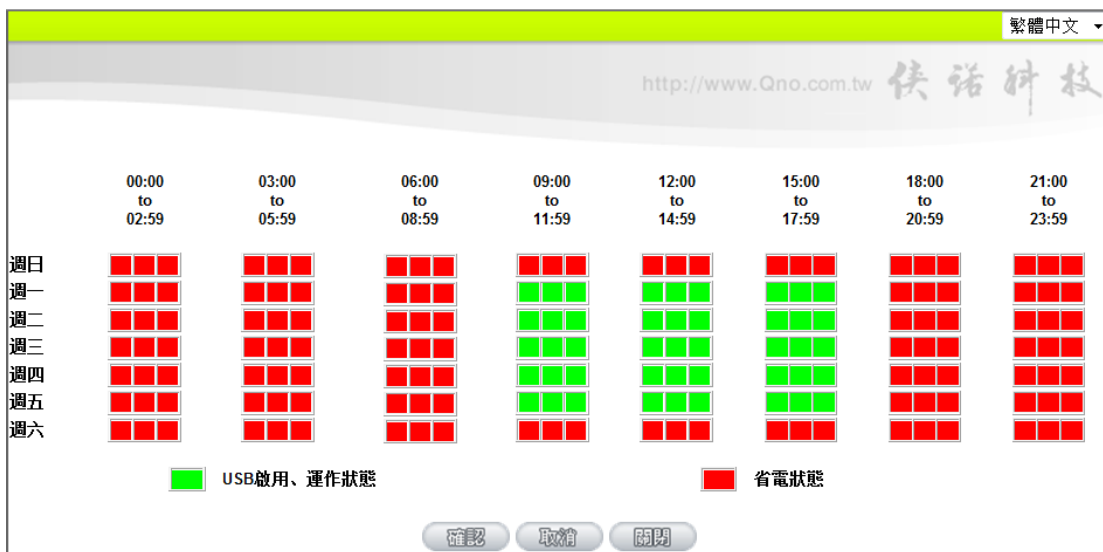 繁體中文
http://www.Qno.com.tw 俠諾科技
00:00 to 02:59
03:00 to 05:59
06:00 to 08:59
09:00 to 11:59
12:00 to 14:59
15:00 to 17:59
18:00 to 20:59
21:00 to 23:59
週日
週一
週二
週三
週四
週五
週六
USB啟用、運作狀態
省電狀態
確認
取消
關閉